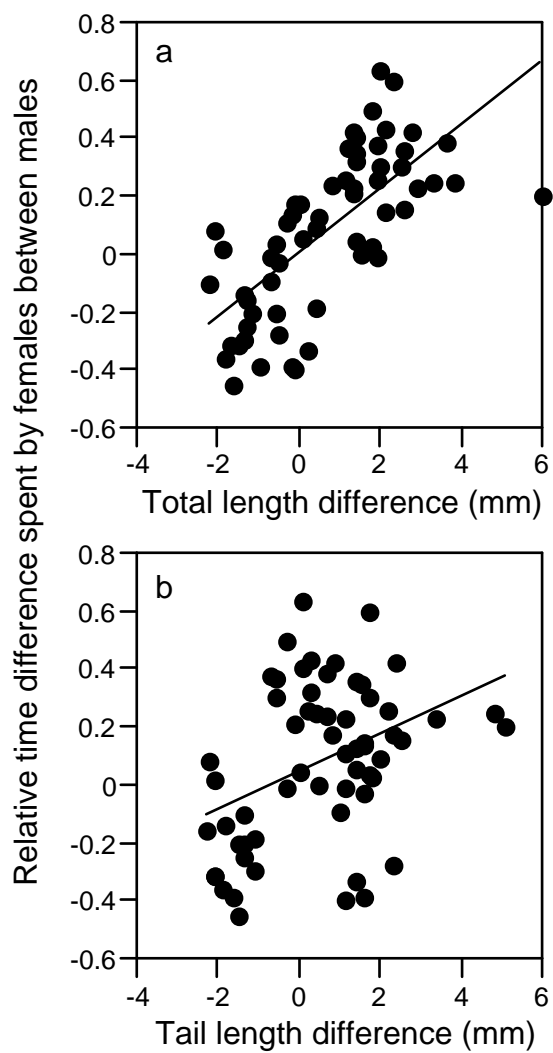 Relative time difference spent by females between males
a
0.8
0.6
0.4
0.2
0
-0.2
-0.4
-0.6
-4 -2 0 2 4 6
Total length difference (mm)
b
0.8
0.6
0.4
0.2
0
-0.2
-0.4
-0.6
-4 -2 0 2 4 6
Tail length difference (mm)